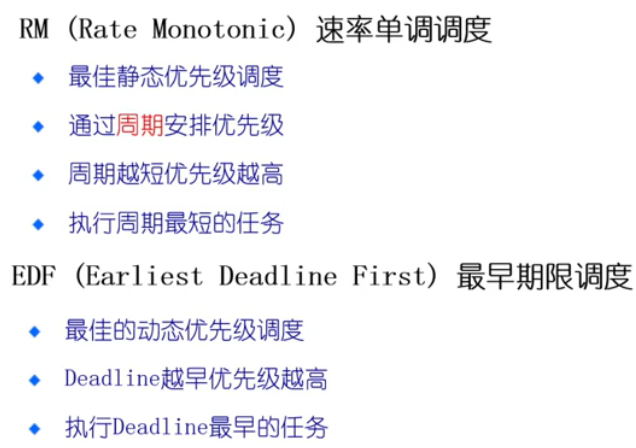 RM (Rate Monotonic) 速率单调调度
最佳静态优先级调度
通过周期安排优先级
周期越短优先级越高
执行周期最短的任务
EDF (Earliest Deadline First) 最早期限调度
最佳的动态优先级调度
Deadline越早优先级越高
执行Deadline最早的任务